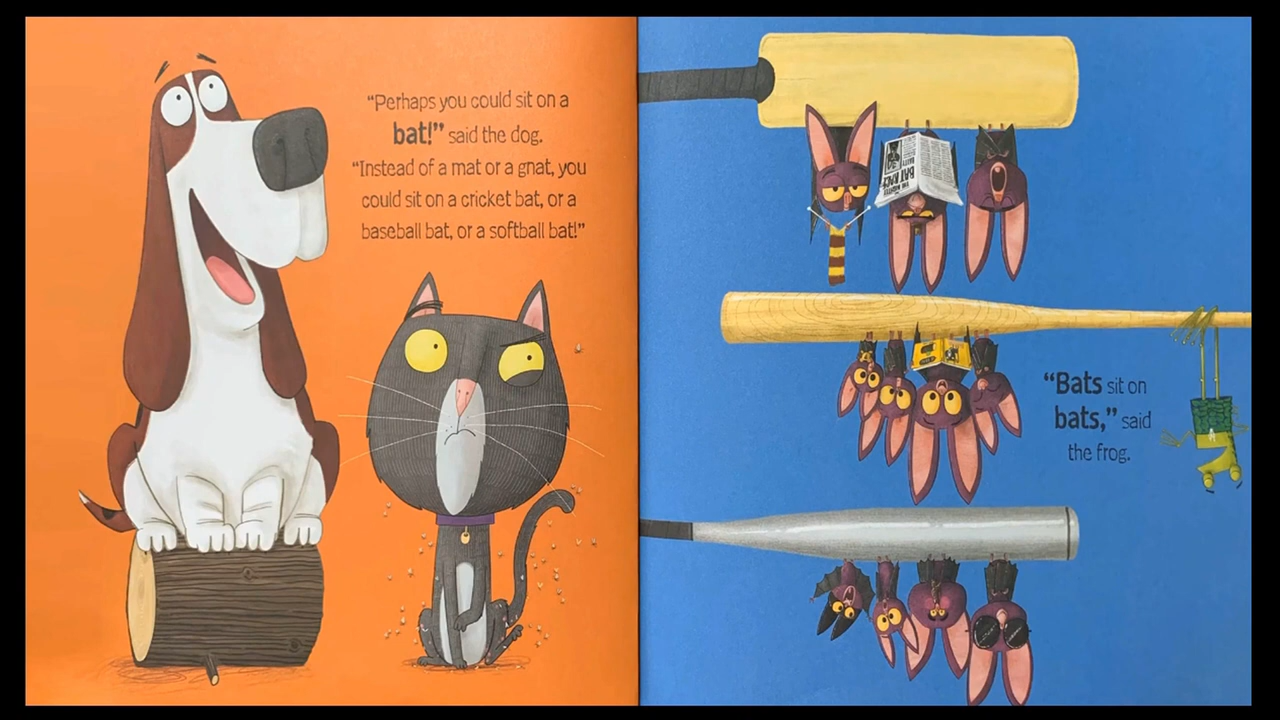 “Perhaps you could sit on a
bat!” said the dog.
“Instead of a mat or a gnat, you
could sit on a cricket bat, or a
baseball bat, or a softball bat!”
“Bats sit on
bats,” said
the frog.